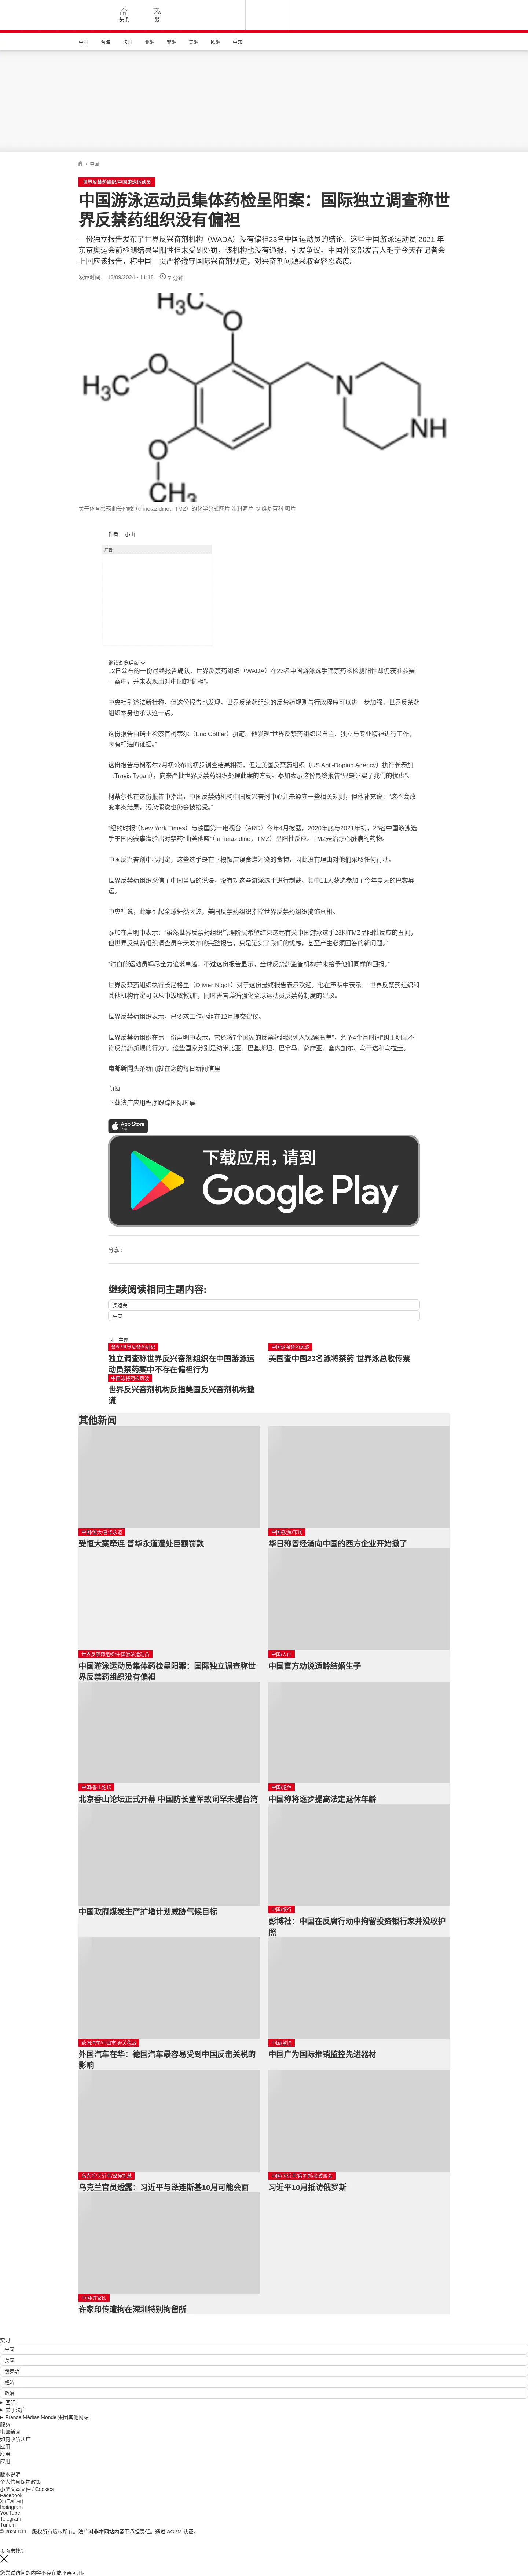 头条
繁
中国 台海 法国 亚洲 非洲 美洲 欧洲 中东
/ 中国
世界反禁药组织/中国游泳运动员
中国游泳运动员集体药检呈阳案：国际独立调查称世
界反禁药组织没有偏袒
一份独立报告发布了世界反兴奋剂机构（WADA）没有偏袒23名中国运动员的结论。这些中国游泳运动员 2021 年
东京奥运会前检测结果呈阳性但未受到处罚，该机构也没有通报，引发争议。中国外交部发言人毛宁今天在记者会
上回应该报告，称中国一贯严格遵守国际兴奋剂规定，对兴奋剂问题采取零容忍态度。
发表时间： 13/09/2024 - 11:18 7 分钟
OCH₃
H₃CO
OCH₃
N
NH
关于体育禁药曲美他嗪"(trimetazidine，TMZ）的化学分式图片 资料照片 © 维基百科 照片
作者： 小山
广告
继续浏览后续
12日公布的一份最终报告确认，世界反禁药组织（WADA）在23名中国游泳选手违禁药物检测阳性却仍获准参赛
一案中，并未表现出对中国的"偏袒"。
中央社引述法新社称，但这份报告也发现，世界反禁药组织的反禁药规则与行政程序可以进一步加强，世界反禁药
组织本身也承认这一点。
这份报告由瑞士检察官柯蒂尔（Eric Cottier）执笔。他发现"世界反禁药组织以自主、独立与专业精神进行工作，
未有相违的证据。"
这份报告与柯蒂尔7月初公布的初步调查结果相符，但是美国反禁药组织（US Anti-Doping Agency）执行长泰加
（Travis Tygart），向来严批世界反禁药组织处理此案的方式。泰加表示这份最终报告"只是证实了我们的忧虑"。
柯蒂尔也在这份报告中指出，中国反禁药机构中国反兴奋剂中心并未遵守一些相关规则，但他补充说："这不会改
变本案结果，污染假说也仍会被接受。"
"纽约时报"（New York Times）与德国第一电视台（ARD）今年4月披露，2020年底与2021年初，23名中国游泳选
手于国内赛事遭验出对禁药"曲美他嗪"（trimetazidine，TMZ）呈阳性反应。TMZ是治疗心脏病的药物。
中国反兴奋剂中心判定，这些选手是在下榻饭店误食遭污染的食物，因此没有理由对他们采取任何行动。
世界反禁药组织采信了中国当局的说法，没有对这些游泳选手进行制裁，其中11人获选参加了今年夏天的巴黎奥
运。
中央社说，此案引起全球轩然大波，美国反禁药组织指控世界反禁药组织掩饰真相。
泰加在声明中表示："虽然世界反禁药组织管理阶层希望结束这起有关中国游泳选手23例TMZ呈阳性反应的丑闻，
但世界反禁药组织调查员今天发布的完整报告，只是证实了我们的忧虑，甚至产生必须回答的新问题。"
"清白的运动员竭尽全力追求卓越，不过这份报告显示，全球反禁药监管机构并未给予他们同样的回报。"
世界反禁药组织执行长尼格里（Olivier Niggli）对于这份最终报告表示欢迎。他在声明中表示，"世界反禁药组织和
其他机构肯定可以从中汲取教训"，同时誓言遵循强化全球运动员反禁药制度的建议。
世界反禁药组织表示，已要求工作小组在12月提交建议。
世界反禁药组织在另一份声明中表示，它还将7个国家的反禁药组织列入"观察名单"，允予4个月时间"纠正明显不
符反禁药新规的行为"。这些国家分别是纳米比亚、巴基斯坦、巴拿马、萨摩亚、塞内加尔、乌干达和乌拉圭。
电邮新闻头条新闻就在您的每日新闻信里
订阅
下载法广应用程序跟踪国际时事
App Store
下载应用，请到
Google Play
分享 :
继续阅读相同主题内容:
奥运会
中国
同一主题
禁药/世界反禁药组织
独立调查称世界反兴奋剂组织在中国游泳运
动员禁药案中不存在偏袒行为
中国泳将禁药风波
美国查中国23名泳将禁药 世界泳总收传票
中国泳将药检风波
世界反兴奋剂机构反指美国反兴奋剂机构撒
谎
其他新闻
中国/恒大/普华永道
受恒大案牵连 普华永道遭处巨额罚款
中国/投资/市场
华日称曾经涌向中国的西方企业开始撤了
世界反禁药组织/中国游泳运动员
中国游泳运动员集体药检呈阳案：国际独立调查称世
界反禁药组织没有偏袒
中国/人口
中国官方劝说适龄结婚生子
中国/香山论坛
北京香山论坛正式开幕 中国防长董军致词罕未提台湾
中国/退休
中国称将逐步提高法定退休年龄
中国政府煤炭生产扩增计划威胁气候目标
中国/银行
彭博社：中国在反腐行动中拘留投资银行家并没收护
照
欧洲汽车/中国市场/关税战
外国汽车在华：德国汽车最容易受到中国反击关税的
影响
中国/监控
中国广为国际推销监控先进器材
乌克兰/习近平/泽连斯基
乌克兰官员透露：习近平与泽连斯基10月可能会面
中国/习近平/俄罗斯/金砖峰会
习近平10月抵访俄罗斯
中国/许家印
许家印传遭拘在深圳特别拘留所
实时
中国
美国
俄罗斯
经济
政治
国际
关于法广
France Médias Monde 集团其他网站
服务
电邮新闻
如何收听法广
应用
应用
应用
版本说明
个人信息保护政策
小型文本文件 / Cookies
Facebook
X (Twitter)
Instagram
YouTube
Telegram
TuneIn
© 2024 RFI – 版权所有版权所有。法广对非本网站内容不承担责任。通过 ACPM 认证。
页面未找到
您尝试访问的内容不存在或不再可用。